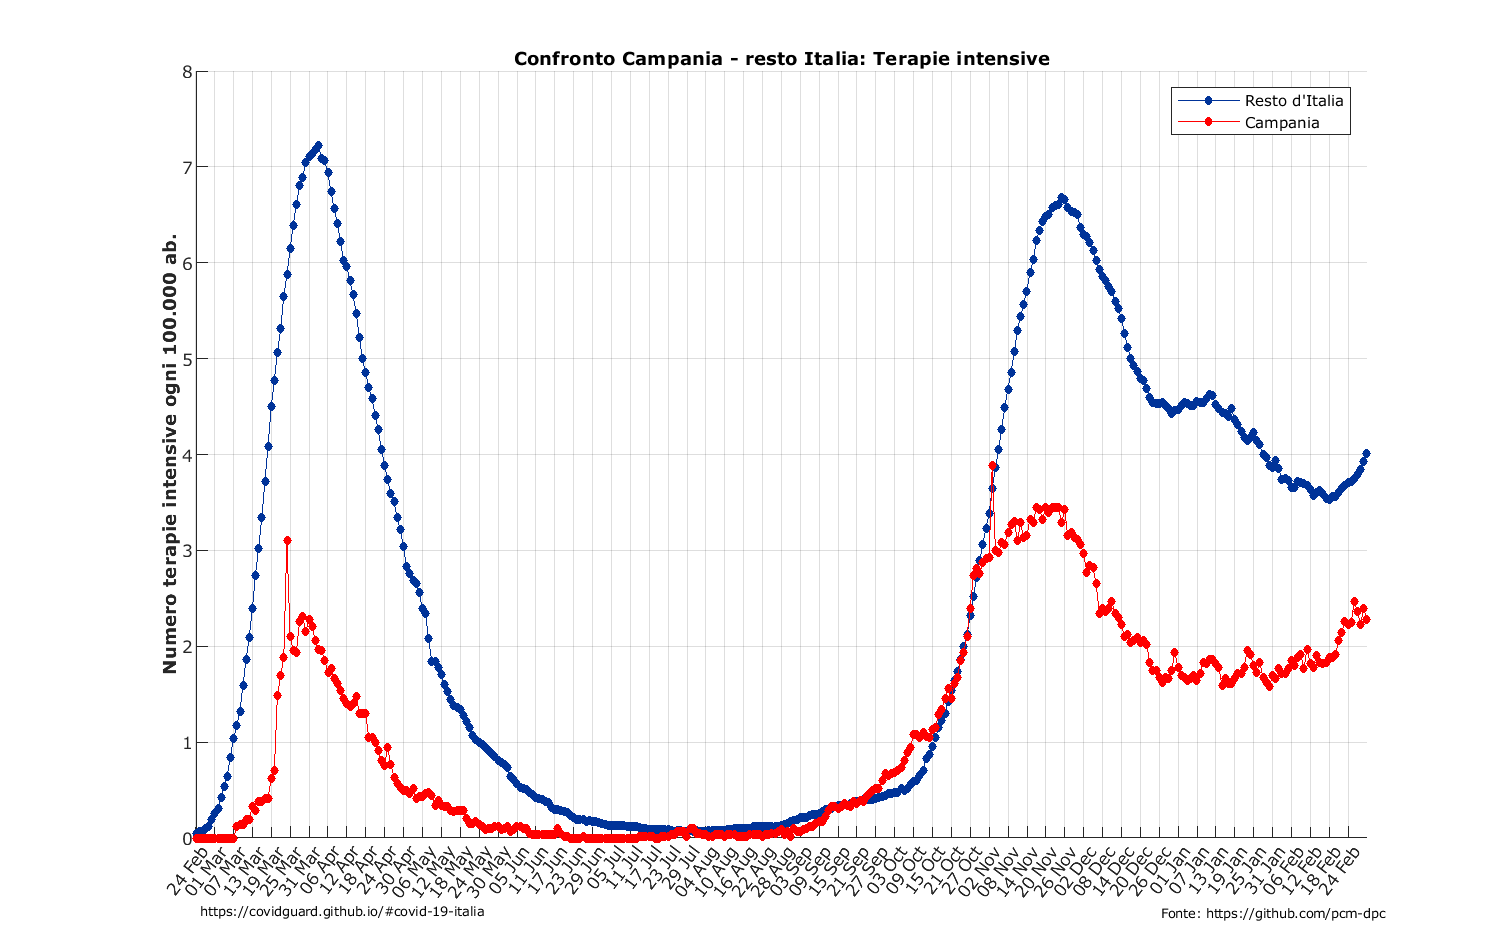 Confronto Campania - resto Italia: Terapie intensive
Resto d'Italia
Campania
Numero terapie intensive ogni 100.000 ab.
8
7
6
5
4
3
2
1
0
24 Feb
01 Mar
07 Mar
13 Mar
19 Mar
25 Mar
31 Mar
06 Apr
12 Apr
18 Apr
24 Apr
30 Apr
06 May
12 May
18 May
24 May
30 May
05 Jun
11 Jun
17 Jun
23 Jun
29 Jun
05 Jul
11 Jul
17 Jul
23 Jul
29 Jul
04 Aug
10 Aug
16 Aug
22 Aug
28 Aug
03 Sep
09 Sep
15 Sep
21 Sep
27 Sep
03 Oct
09 Oct
15 Oct
21 Oct
27 Oct
02 Nov
08 Nov
14 Nov
20 Nov
26 Nov
02 Dec
08 Dec
14 Dec
20 Dec
26 Dec
01 Jan
07 Jan
13 Jan
19 Jan
25 Jan
31 Jan
06 Feb
12 Feb
18 Feb
24 Feb
https://covidguard.github.io/#covid-19-italia
Fonte: https://github.com/pcm-dpc